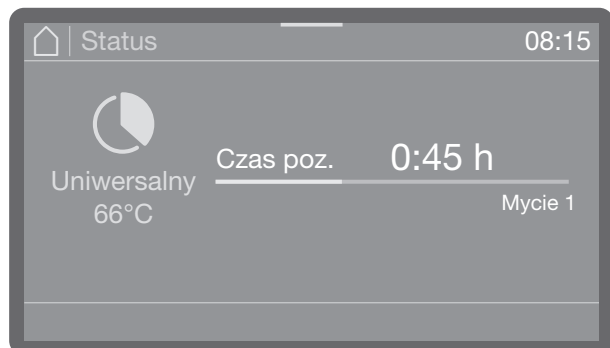 Status 08:15
Czas poz. 0:45 h
Uniwersalny
66°C
Mycie 1